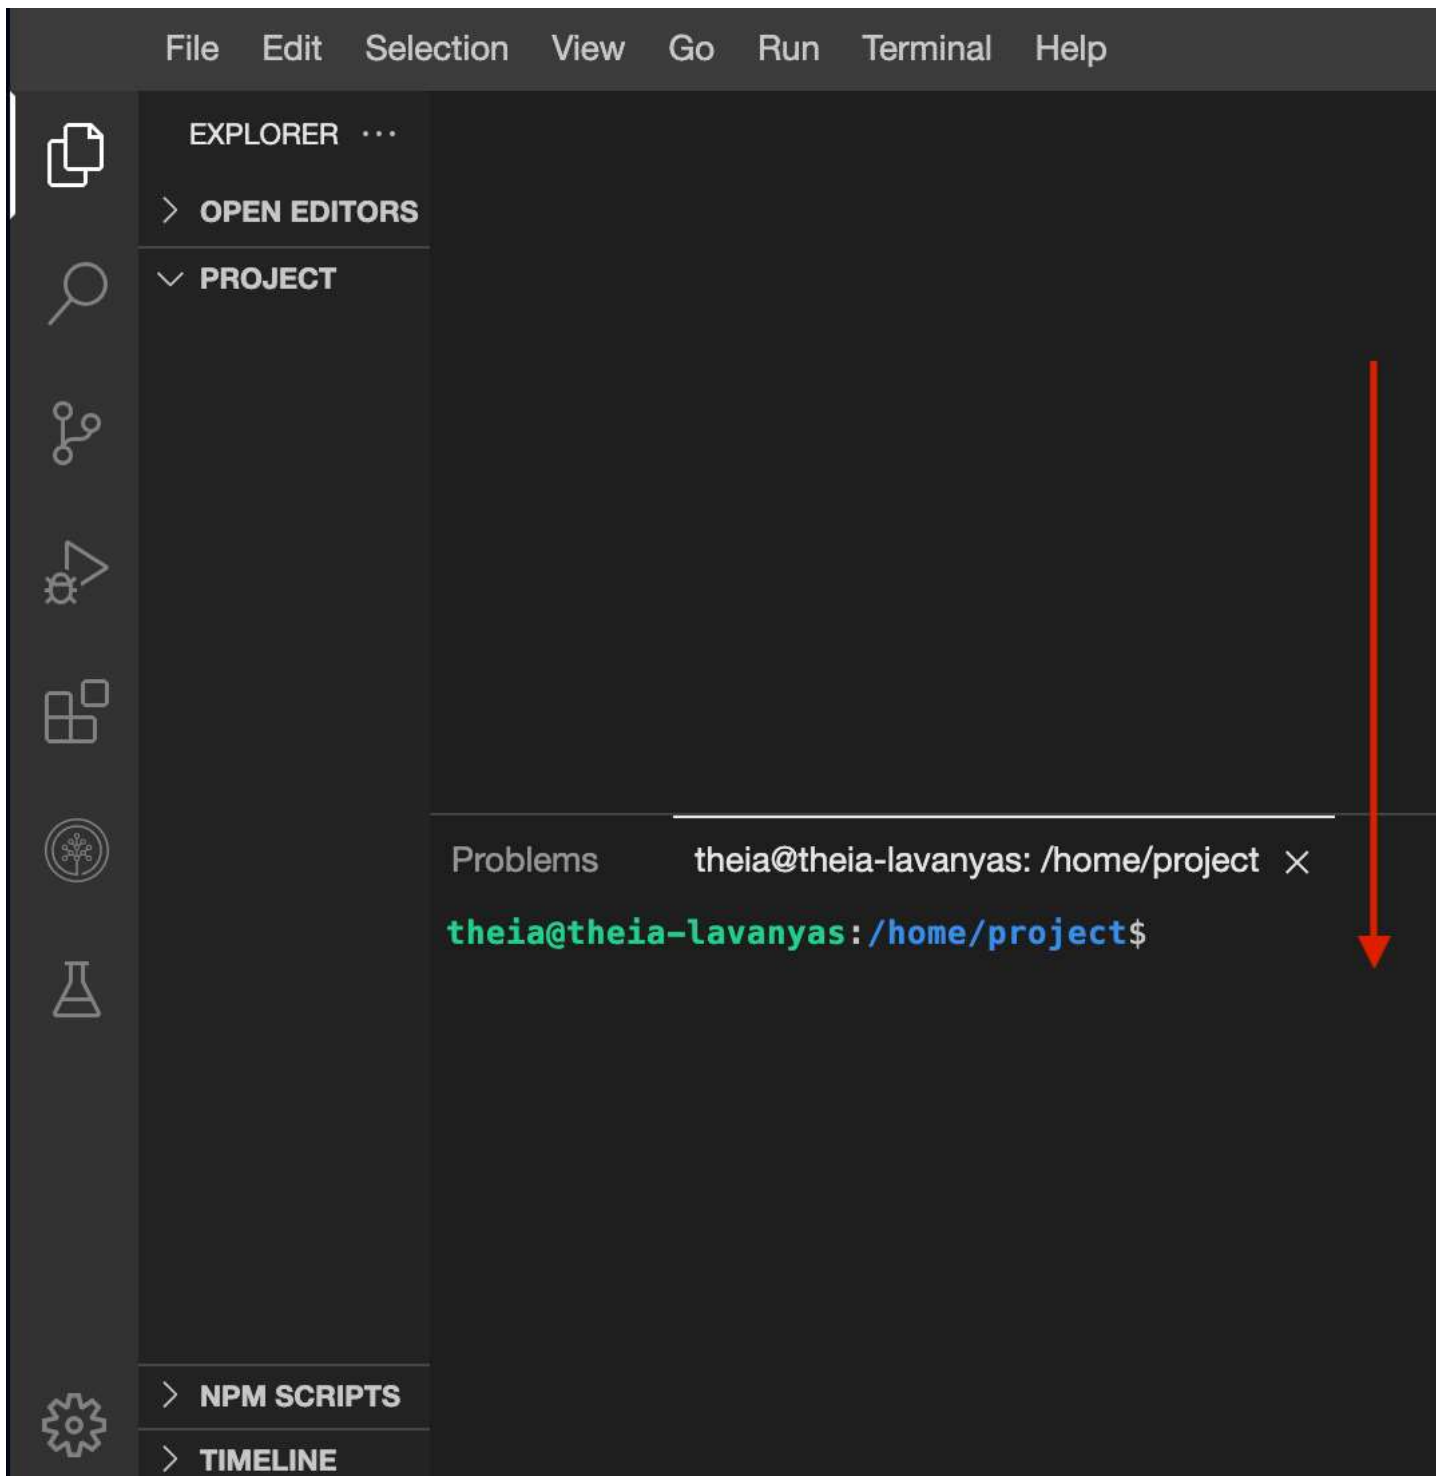 File Edit Selection View Go Run Terminal Help
EXPLORER ···
OPEN EDITORS
PROJECT
Problems theia@theia-lavanyas: /home/project
theia@theia-lavanyas:/home/project$
NPM SCRIPTS
TIMELINE